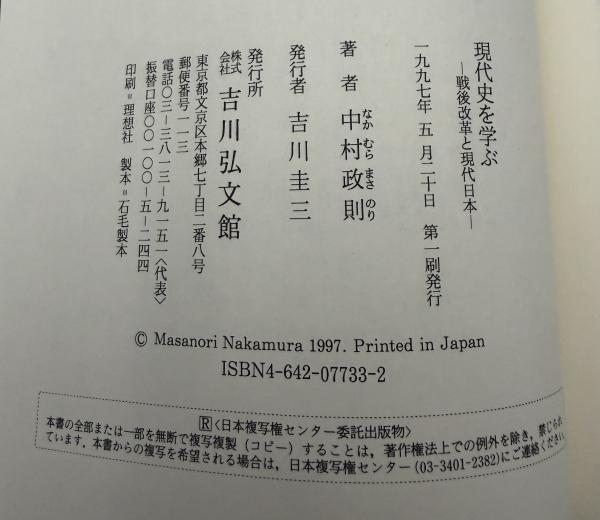 現代史を学ぶ
―戦後改革と現代日本―
一九九七年五月二十日 第一刷発行
著者 中村政則
なか むら まさ のり
発行者 吉川圭三
発行所 株式会社 吉川弘文館
東京都文京区本郷七丁目二番八号
郵便番号一一三
電話〇三―三八一三―九一五一〈代表〉
振替口座〇〇一〇〇―五―二四四
印刷=理想社 製本=石毛製本
© Masanori Nakamura 1997. Printed in Japan
ISBN4-642-07733-2
R〈日本複写権センター委託出版物〉
本書の全部または一部を無断で複写複製（コピー）することは，著作権法上での例外を除き，禁じられ
ています．本書からの複写を希望される場合は，日本複写権センター(03-3401-2382)にご連絡ください．